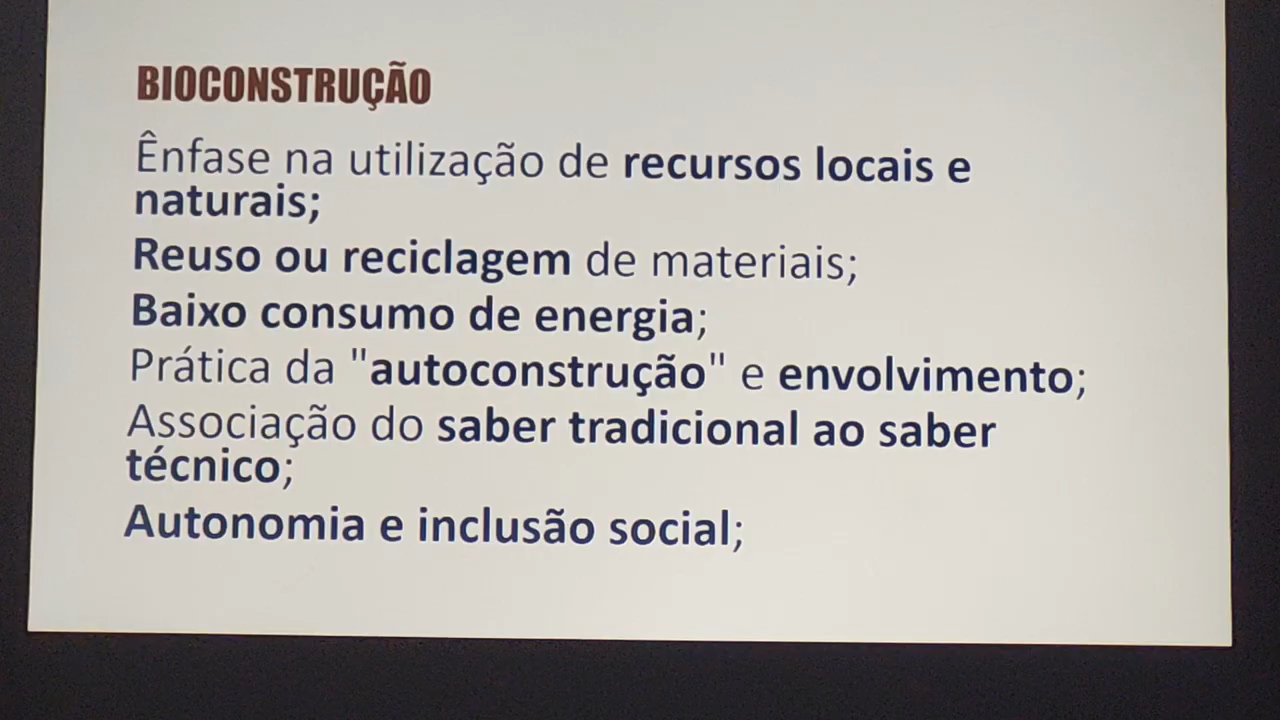 BIOCONSTRUÇÃO
Ênfase na utilização de recursos locais e
naturais;
Reuso ou reciclagem de materiais;
Baixo consumo de energia;
Prática da "autoconstrução" e envolvimento;
Associação do saber tradicional ao saber
técnico;
Autonomia e inclusão social;